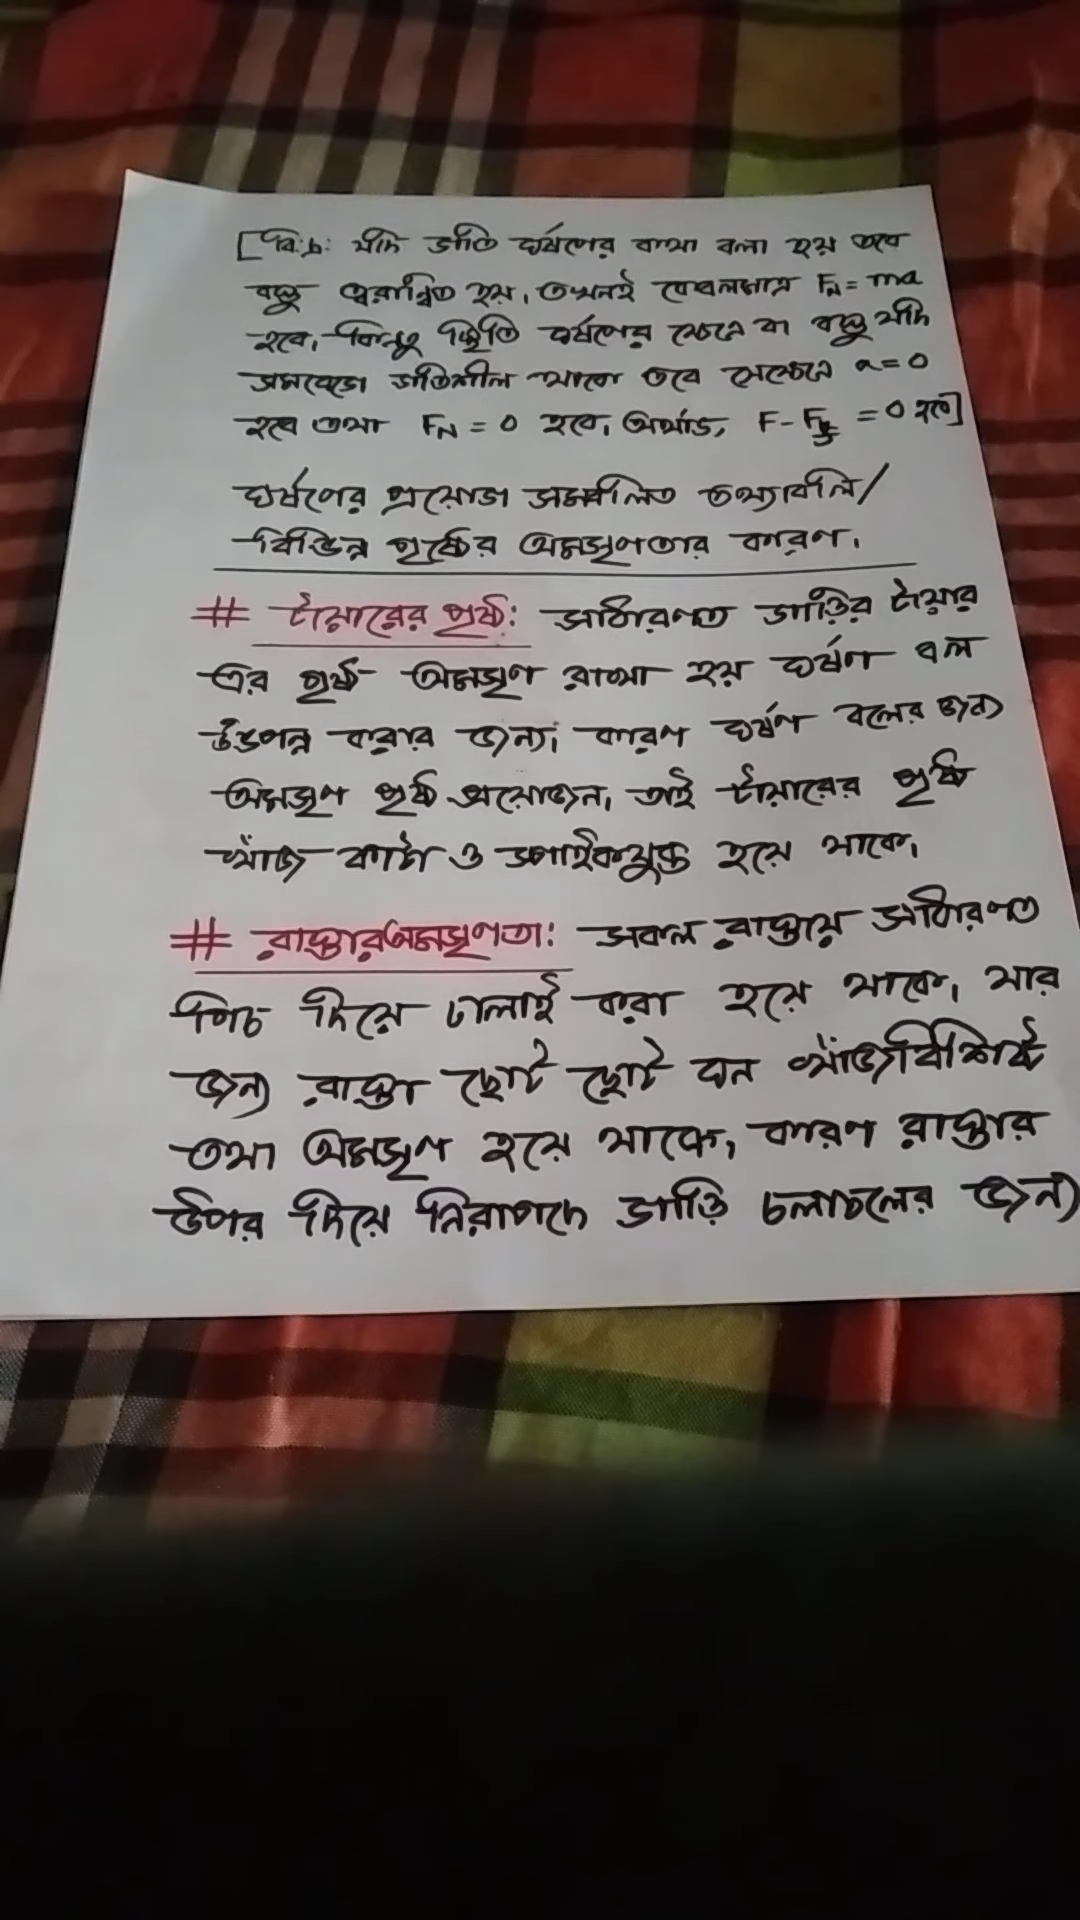 [বি:দ্র: যদি গতি ঘর্ষণের কথা বলা হয় তবে
বস্তু ত্বরান্বিত হয়, তখনই কেবলমাত্র FN = ma
হবে, কিন্তু স্থিতি ঘর্ষণের ক্ষেত্রে বা বস্তু যদি
সমবেগে গতিশীল থাকে তবে সেক্ষেত্রে a = 0
হবে তথা FN = 0 হবে, অর্থাৎ, F - Fk = 0 হবে]
ঘর্ষণের প্রয়োগ সম্বলিত তথ্যাবলি/
বিভিন্ন পৃষ্ঠের অমসৃণতার কারণ।
# টায়ারের পৃষ্ঠ: সাধারণত গাড়ির টায়ার
এর পৃষ্ঠ অমসৃণ রাখা হয় ঘর্ষণ বল
উৎপন্ন করার জন্য, কারণ ঘর্ষণ বলের জন্য
অমসৃণ পৃষ্ঠ প্রয়োজন, তাই টায়ারের পৃষ্ঠ
খাঁজ কাটা ও স্পাইকযুক্ত হয়ে থাকে,
# রাস্তার অমসৃণতা: সকল রাস্তায় সাধারণত
পিচ দিয়ে ঢালাই করা হয়ে থাকে, যার
জন্য রাস্তা ছোট ছোট ঘন খাঁজবিশিষ্ট
তথা অমসৃণ হয়ে থাকে, কারণ রাস্তার
উপর দিয়ে নিরাপদে গাড়ি চলাচলের জন্য